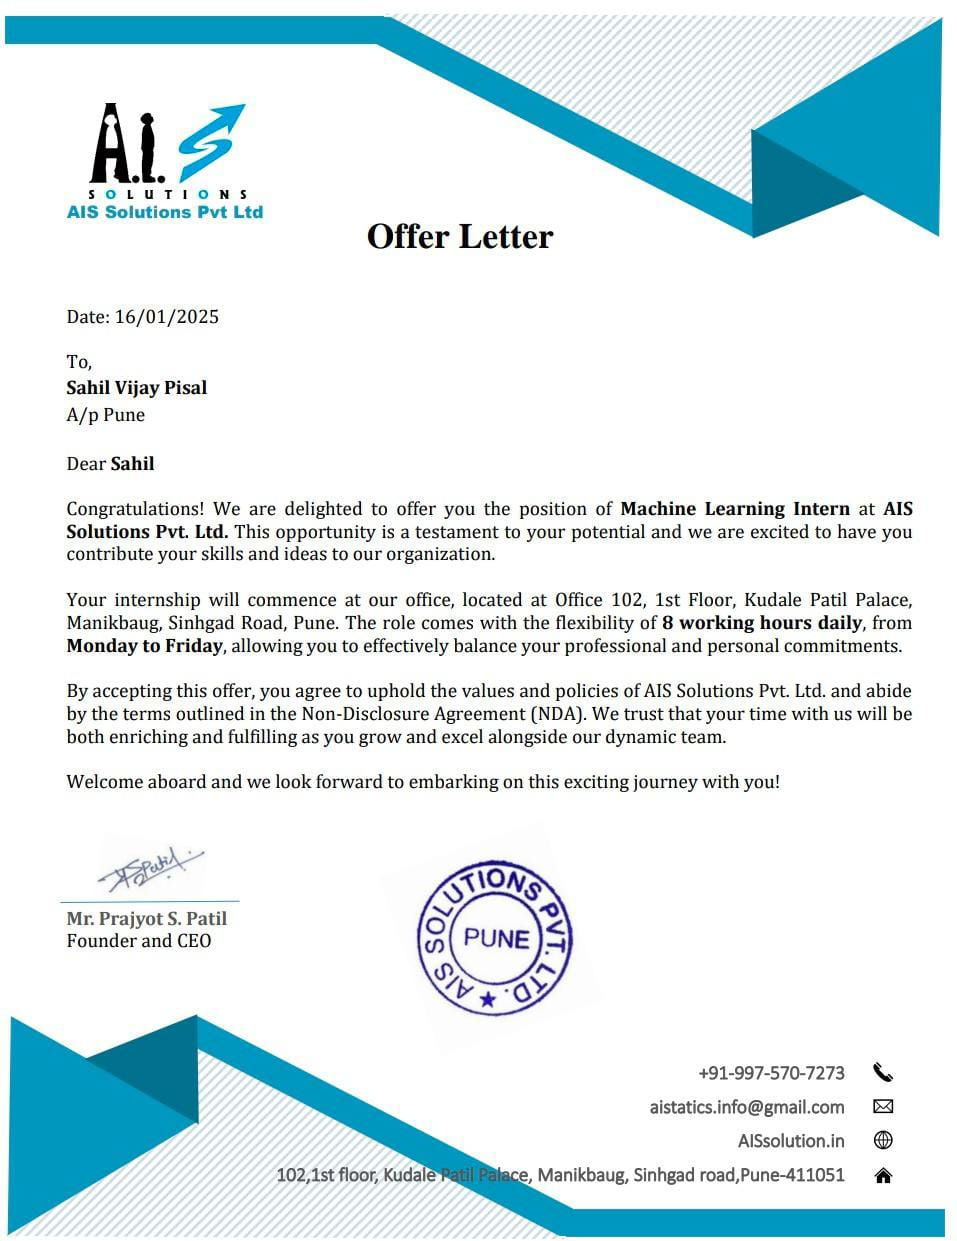 A.I.S
SOLUTIONS
AIS Solutions Pvt Ltd
Offer Letter
Date: 16/01/2025
To,
Sahil Vijay Pisal
A/p Pune
Dear Sahil
Congratulations! We are delighted to offer you the position of Machine Learning Intern at AIS
Solutions Pvt. Ltd. This opportunity is a testament to your potential and we are excited to have you
contribute your skills and ideas to our organization.
Your internship will commence at our office, located at Office 102, 1st Floor, Kudale Patil Palace,
Manikbaug, Sinhgad Road, Pune. The role comes with the flexibility of 8 working hours daily, from
Monday to Friday, allowing you to effectively balance your professional and personal commitments.
By accepting this offer, you agree to uphold the values and policies of AIS Solutions Pvt. Ltd. and abide
by the terms outlined in the Non-Disclosure Agreement (NDA). We trust that your time with us will be
both enriching and fulfilling as you grow and excel alongside our dynamic team.
Welcome aboard and we look forward to embarking on this exciting journey with you!
Mr. Prajyot S. Patil
Founder and CEO
AIS SOLUTIONS PVT. LTD.
PUNE
+91-997-570-7273
aistatics.info@gmail.com
AISsolution.in
102,1st floor, Kudale Patil Palace, Manikbaug, Sinhgad road,Pune-411051